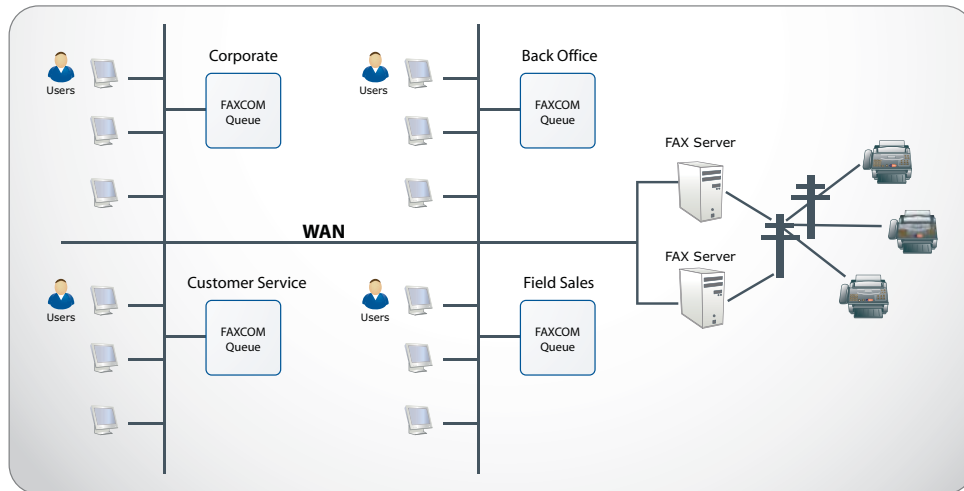 Corporate
Users
FAXCOM
Queue
Back Office
Users
FAXCOM
Queue
FAX Server
WAN
FAX Server
Customer Service
Users
FAXCOM
Queue
Field Sales
Users
FAXCOM
Queue